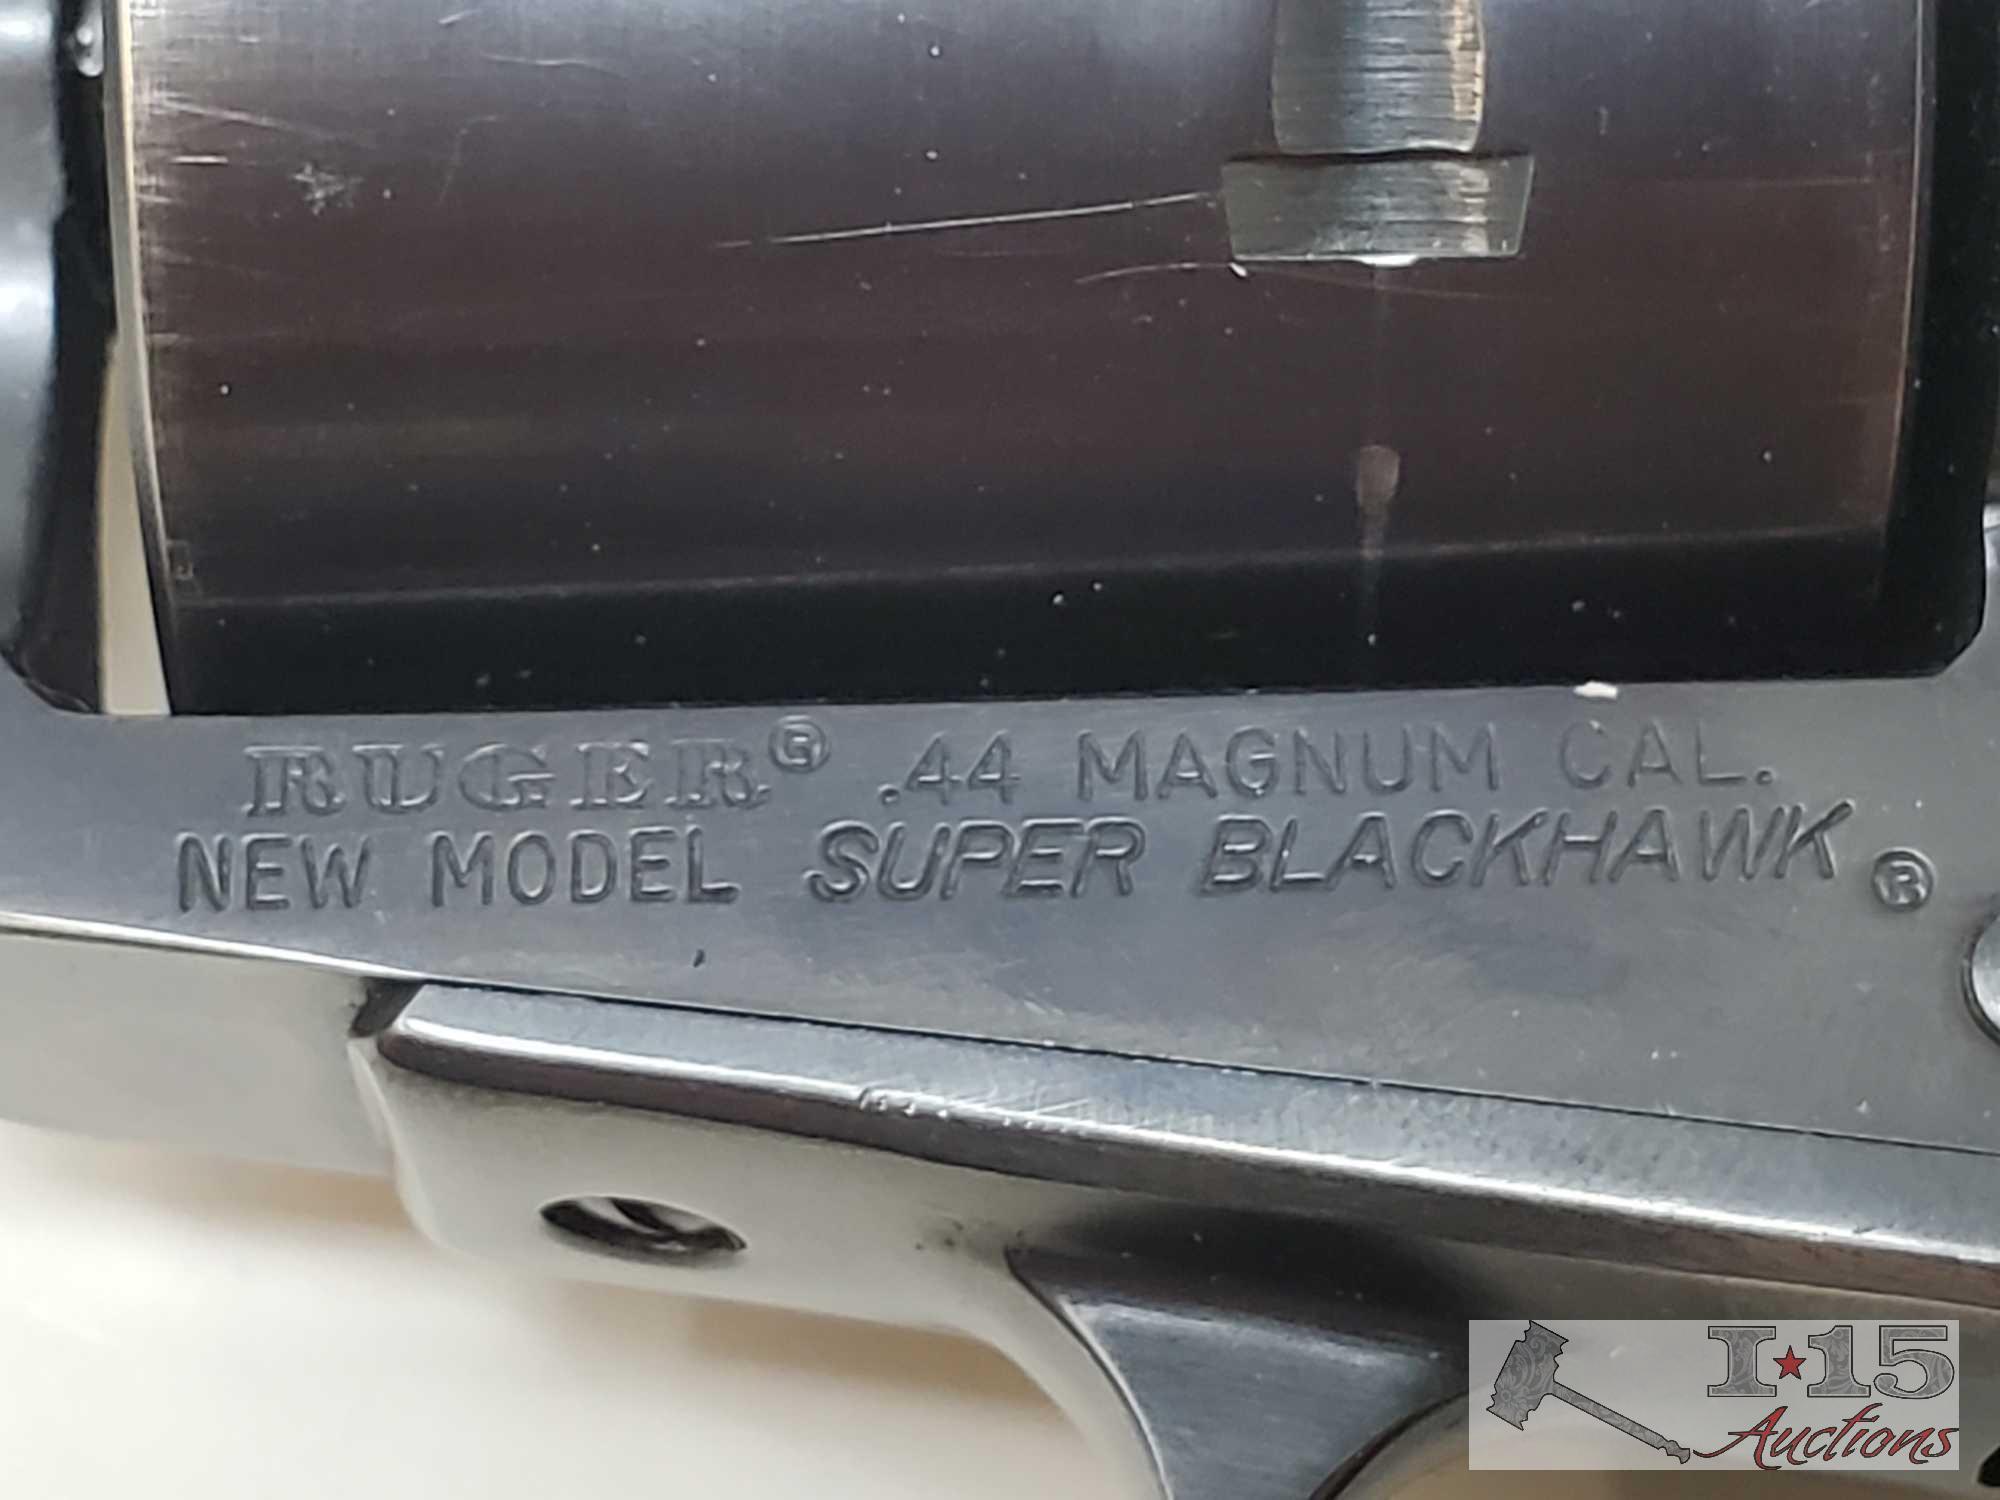 RUGER® .44 MAGNUM CAL.
NEW MODEL SUPER BLACKHAWK®
I★15
Auctions